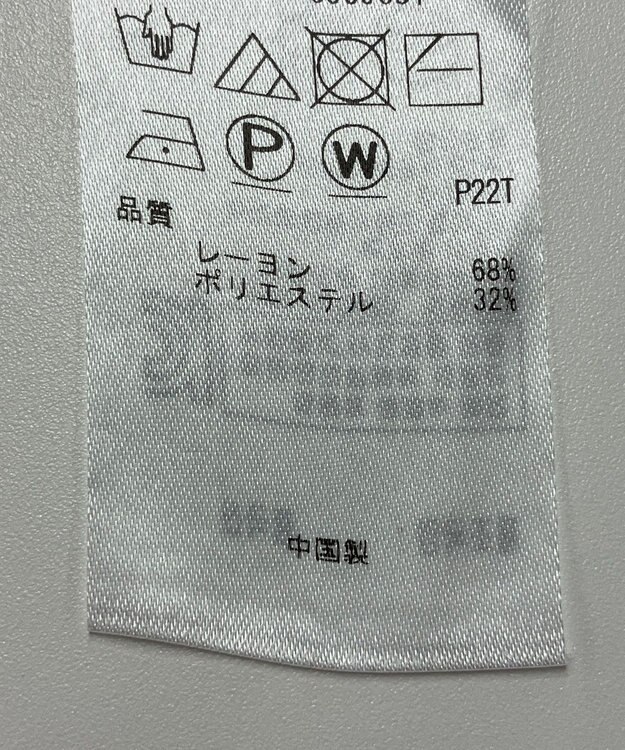 P
W
P22T
品質
レーヨン 68%
ポリエステル 32%
中国製